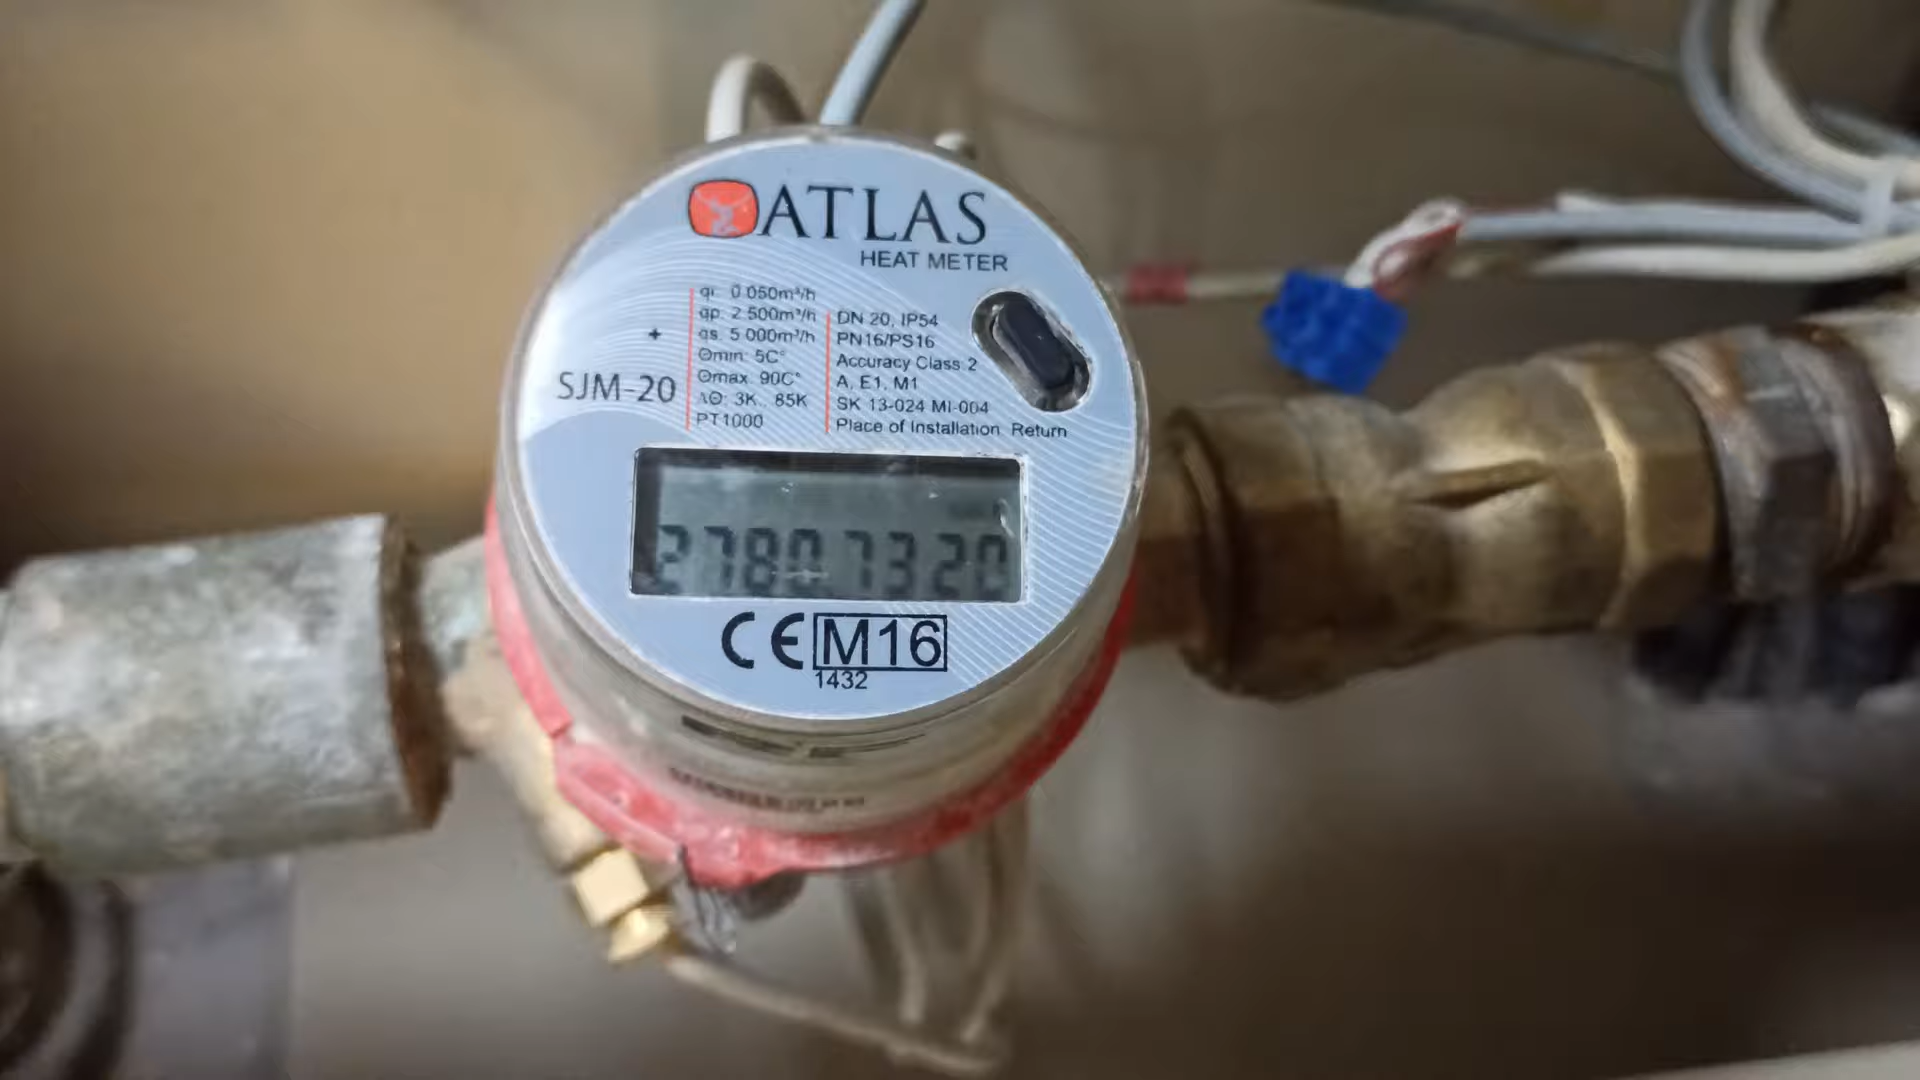 ATLAS
HEAT METER
qi: 0.050m³/h
qp: 2.500m³/h
qs: 5.000m³/h
Θmin: 5C°
Θmax: 90C°
ΔΘ: 3K.. 85K
PT1000
+
SJM-20
DN 20, IP54
PN16/PS16
Accuracy Class:2
A, E1, M1
SK 13-024 MI-004
Place of Installation: Return
27807320
CE M16
1432